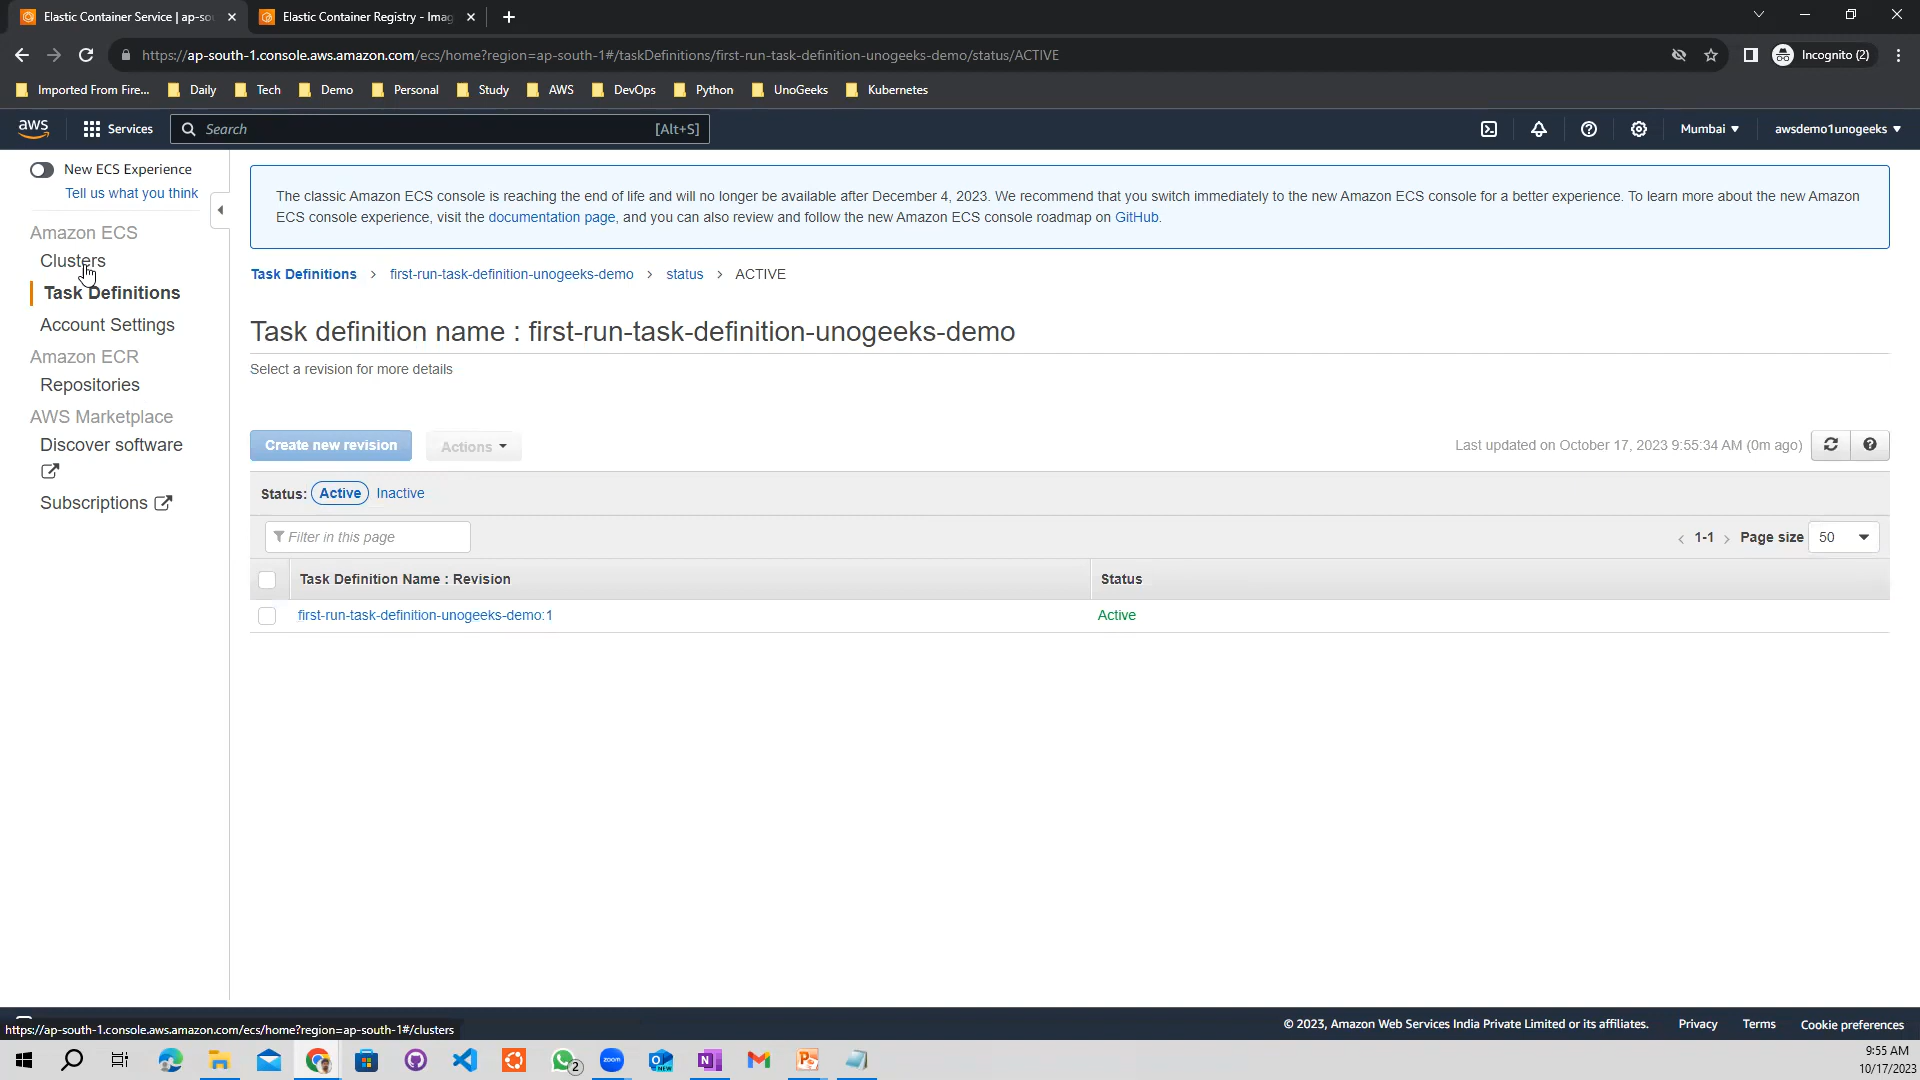 Elastic Container Service | ap-so
Elastic Container Registry - Imag
https://ap-south-1.console.aws.amazon.com/ecs/home?region=ap-south-1#/taskDefinitions/first-run-task-definition-unogeeks-demo/status/ACTIVE
Incognito (2)
Imported From Fire...
Daily
Tech
Demo
Personal
Study
AWS
DevOps
Python
UnoGeeks
Kubernetes
aws
Services
Search
[Alt+S]
Mumbai
awsdemo1unogeeks
New ECS Experience
Tell us what you think
Amazon ECS
Clusters
Task Definitions
Account Settings
Amazon ECR
Repositories
AWS Marketplace
Discover software
Subscriptions
The classic Amazon ECS console is reaching the end of life and will no longer be available after December 4, 2023. We recommend that you switch immediately to the new Amazon ECS console for a better experience. To learn more about the new Amazon
ECS console experience, visit the documentation page, and you can also review and follow the new Amazon ECS console roadmap on GitHub.
Task Definitions > first-run-task-definition-unogeeks-demo > status > ACTIVE
Task definition name : first-run-task-definition-unogeeks-demo
Select a revision for more details
Create new revision
Actions
Last updated on October 17, 2023 9:55:34 AM (0m ago)
Status: Active Inactive
Filter in this page
< 1-1 > Page size 50
Task Definition Name : Revision
Status
first-run-task-definition-unogeeks-demo:1
Active
https://ap-south-1.console.aws.amazon.com/ecs/home?region=ap-south-1#/clusters
© 2023, Amazon Web Services India Private Limited or its affiliates.
Privacy
Terms
Cookie preferences
2
zoom
NEW
9:55 AM
10/17/2023